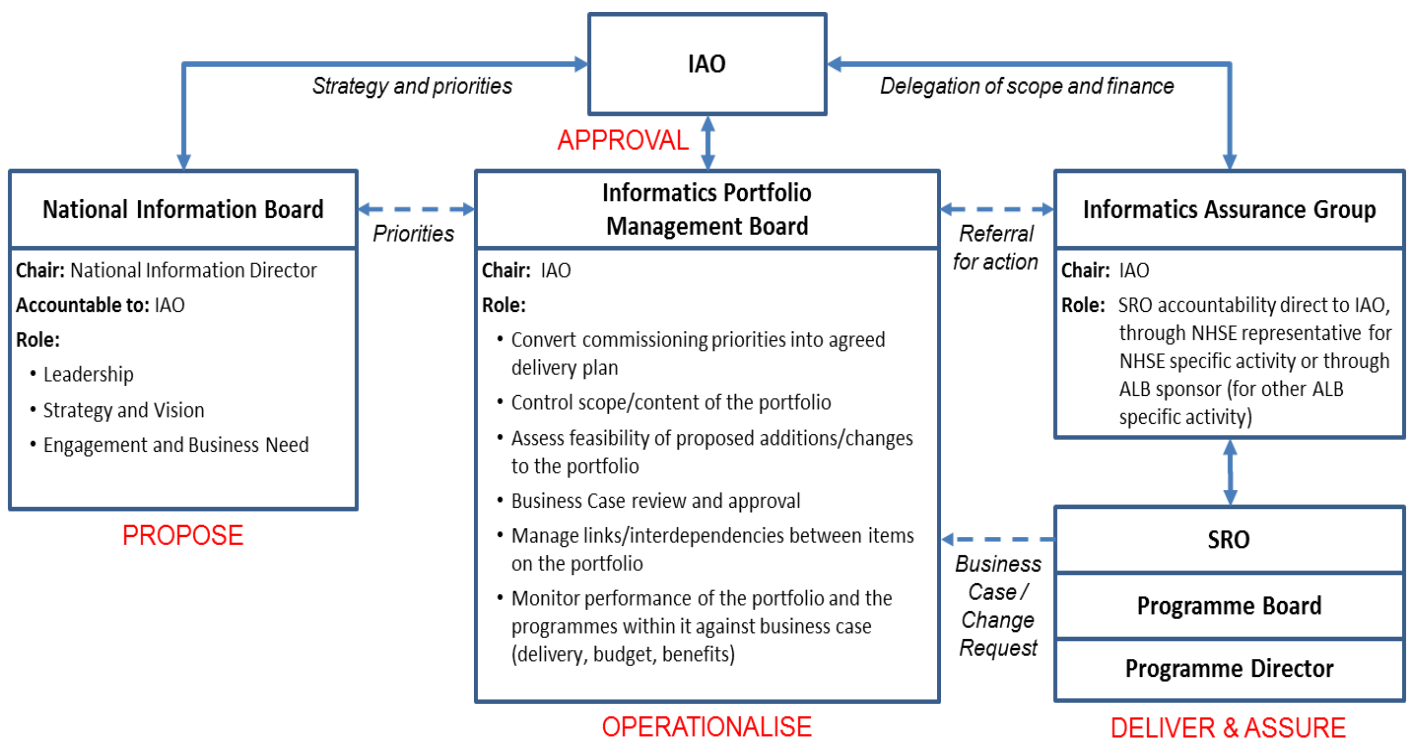 IAO
Strategy and priorities
Delegation of scope and finance
APPROVAL
National Information Board
Chair: National Information Director
Accountable to: IAO
Role:
• Leadership
• Strategy and Vision
• Engagement and Business Need
PROPOSE
Priorities
Informatics Portfolio
Management Board
Chair: IAO
Role:
• Convert commissioning priorities into agreed
delivery plan
• Control scope/content of the portfolio
• Assess feasibility of proposed additions/changes
to the portfolio
• Business Case review and approval
• Manage links/interdependencies between items
on the portfolio
• Monitor performance of the portfolio and the
programmes within it against business case
(delivery, budget, benefits)
OPERATIONALISE
Referral
for action
Informatics Assurance Group
Chair: IAO
Role: SRO accountability direct to IAO,
through NHSE representative for
NHSE specific activity or through
ALB sponsor (for other ALB
specific activity)
Business
Case /
Change
Request
SRO
Programme Board
Programme Director
DELIVER & ASSURE